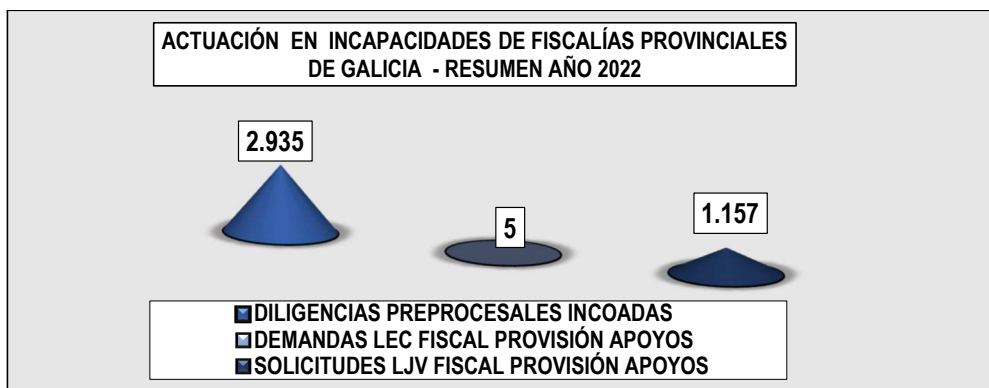 ACTUACIÓN EN INCAPACIDADES DE FISCALÍAS PROVINCIALES
DE GALICIA - RESUMEN AÑO 2022
2.935
5
1.157
DILIGENCIAS PREPROCESALES INCOADAS
DEMANDAS LEC FISCAL PROVISIÓN APOYOS
SOLICITUDES LJV FISCAL PROVISIÓN APOYOS